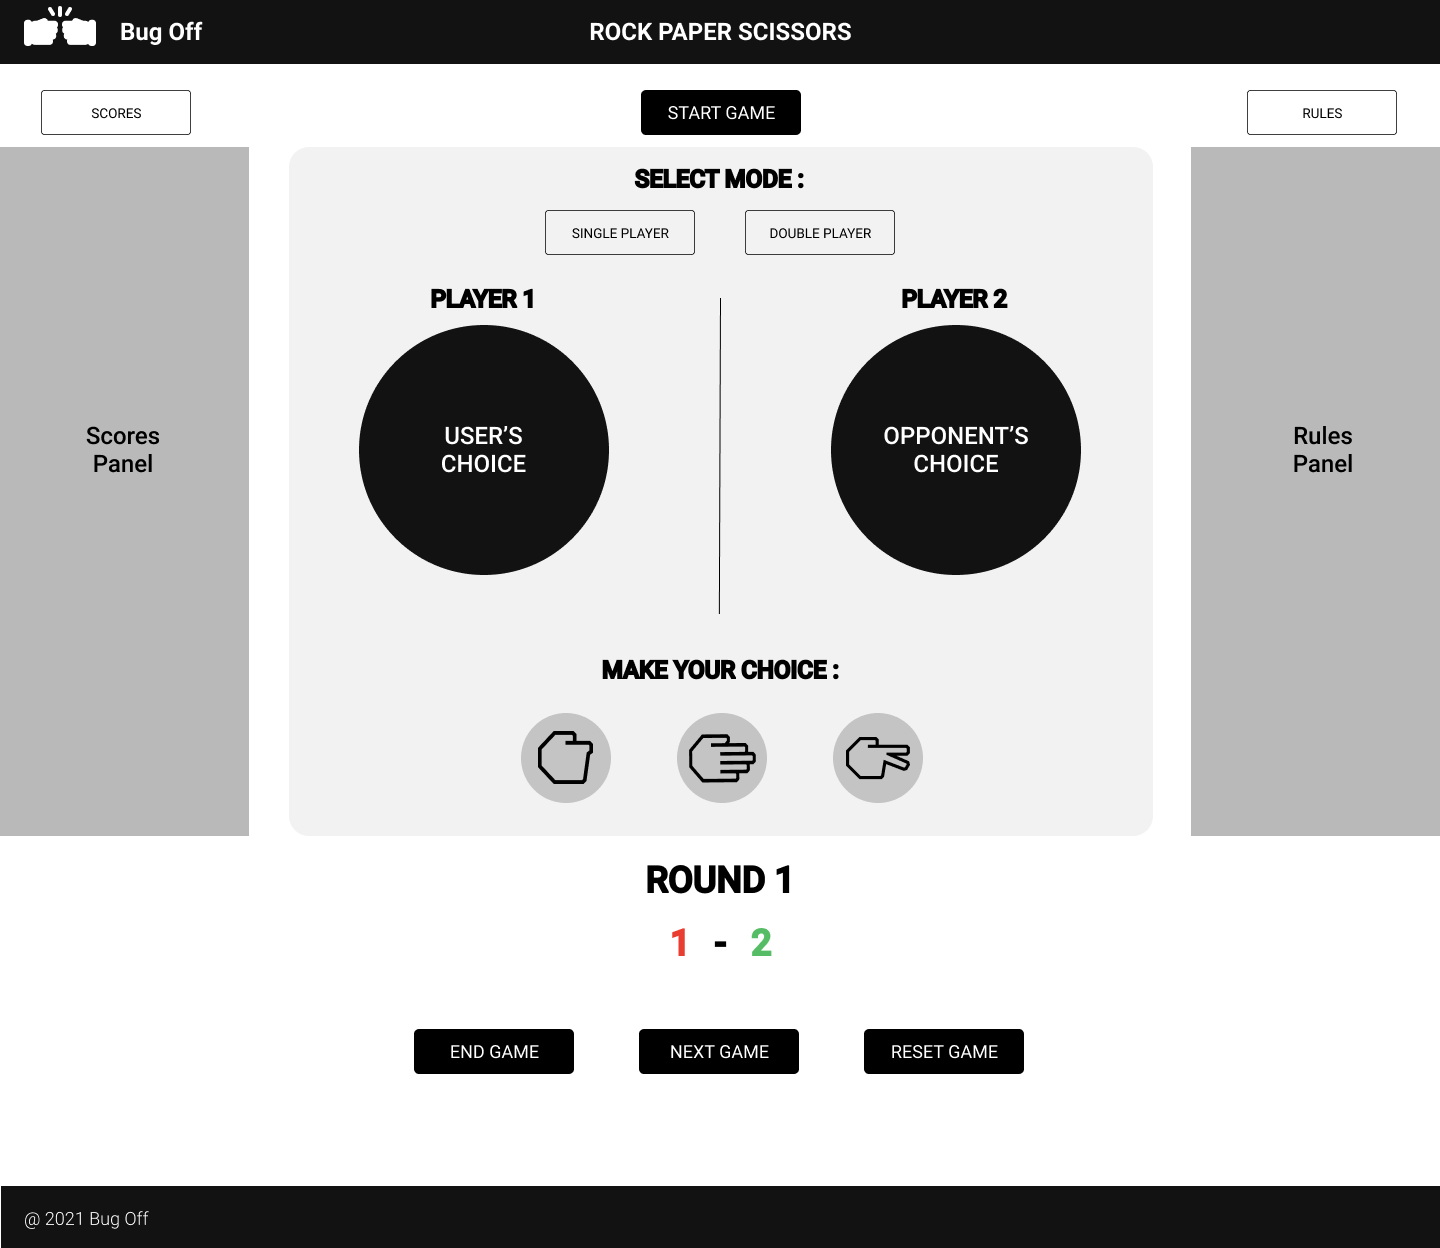 Bug Off
ROCK PAPER SCISSORS
SCORES
START GAME
RULES
SELECT MODE :
SINGLE PLAYER
DOUBLE PLAYER
PLAYER 1
PLAYER 2
Scores
Panel
USER’S
CHOICE
OPPONENT’S
CHOICE
Rules
Panel
MAKE YOUR CHOICE :
ROUND 1
1 - 2
END GAME
NEXT GAME
RESET GAME
@ 2021 Bug Off